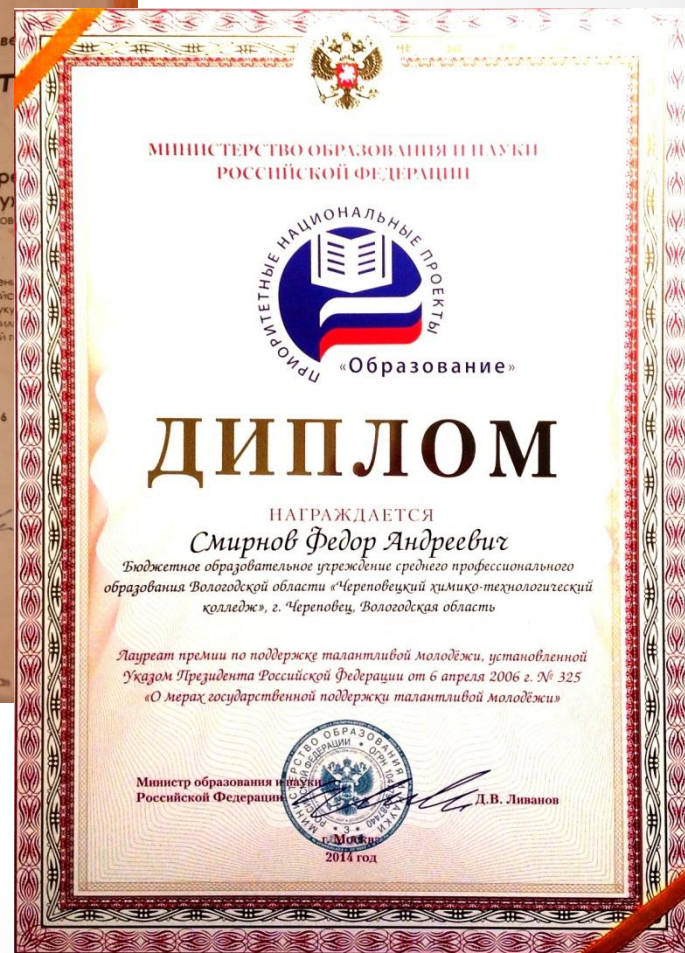 МИНИСТЕРСТВО ОБРАЗОВАНИЯ И НАУКИ
РОССИЙСКОЙ ФЕДЕРАЦИИ
ПРИОРИТЕТНЫЕ НАЦИОНАЛЬНЫЕ ПРОЕКТЫ
«Образование»
ДИПЛОМ
НАГРАЖДАЕТСЯ
Смирнов Федор Андреевич
Бюджетное образовательное учреждение среднего профессионального
образования Вологодской области «Череповецкий химико-технологический
колледж», г. Череповец, Вологодская область
Лауреат премии по поддержке талантливой молодёжи, установленной
Указом Президента Российской Федерации от 6 апреля 2006 г. № 325
«О мерах государственной поддержки талантливой молодёжи»
Министр образования и науки
Российской Федерации
Д.В. Ливанов
г. Москва
2014 год